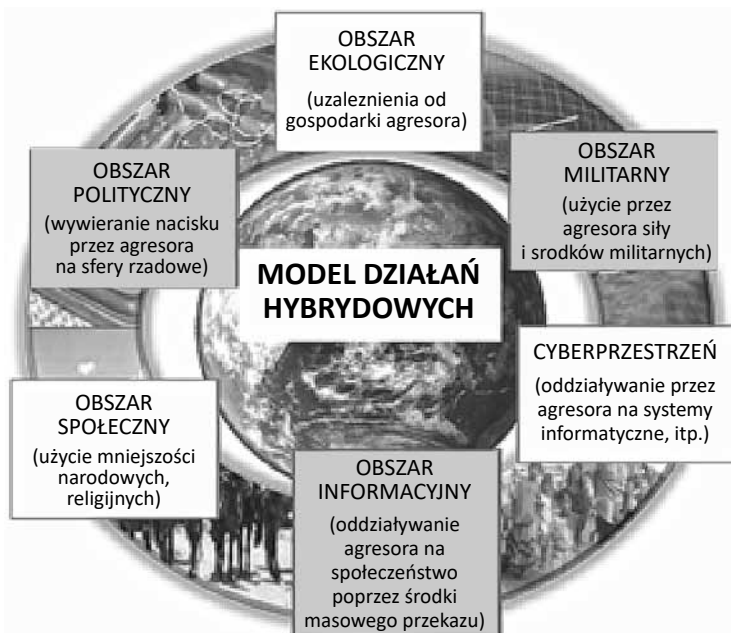 OBSZAR
EKOLOGICZNY
(uzaleznienia od
gospodarki agresora)
OBSZAR
POLITYCZNY
(wywieranie nacisku
przez agresora
na sfery rzadowe)
OBSZAR
MILITARNY
(użycie przez
agresora siły
i srodków militarnych)
MODEL DZIAŁAŃ
HYBRYDOWYCH
CYBERPRZESTRZEŃ
(oddziaływanie przez
agresora na systemy
informatyczne, itp.)
OBSZAR
SPOŁECZNY
(użycie mniejszości
narodowych,
religijnych)
OBSZAR
INFORMACYJNY
(oddziaływanie
agresora na
społeczeństwo
poprzez środki
masowego przekazu)